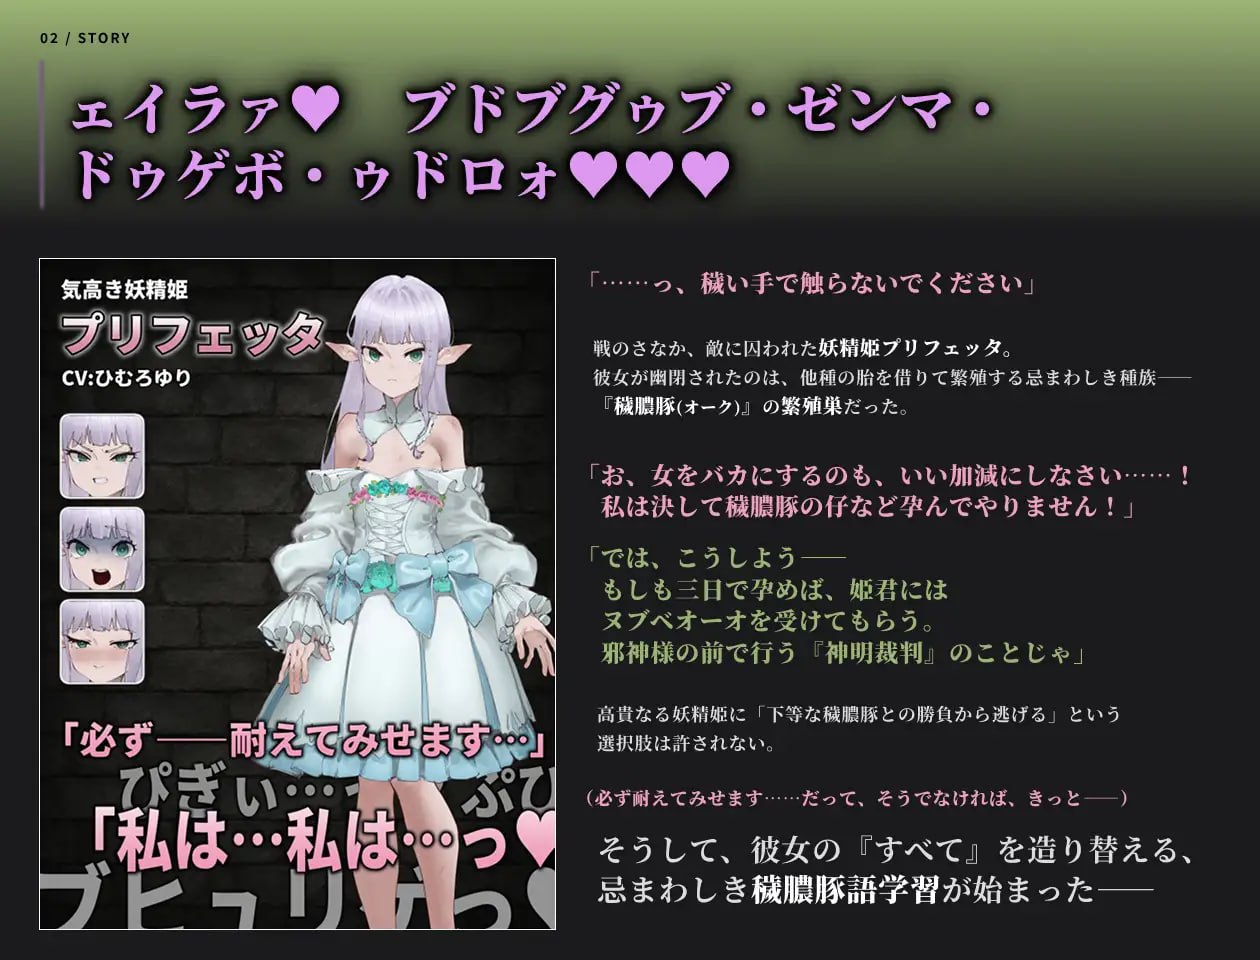 02 / STORY
ェイラァ♥　ブドブグゥブ・ゼンマ・
ドゥゲボ・ゥドロォ♥♥♥
気高き妖精姫
プリフェッタ
CV:ひむろゆり
「必ず――耐えてみせます…」
ぴぎぃ…っ
ぷひ
「私は…私は…っ♥
ブヒュリゲっ♥
「……っ、穢い手で触らないでください」
戦のさなか、敵に囚われた妖精姫プリフェッタ。
彼女が幽閉されたのは、他種の胎を借りて繁殖する忌まわしき種族――
『穢膿豚(オーク)』の繁殖巣だった。
「お、女をバカにするのも、いい加減にしなさい……！
私は決して穢膿豚の仔など孕んでやりません！」
「では、こうしよう――
もしも三日で孕めば、姫君には
ヌブベオーオを受けてもらう。
邪神様の前で行う『神明裁判』のことじゃ」
高貴なる妖精姫に「下等な穢膿豚との勝負から逃げる」という
選択肢は許されない。
（必ず耐えてみせます……だって、そうでなければ、きっと――）
そうして、彼女の『すべて』を造り替える、
忌まわしき穢膿豚語学習が始まった――